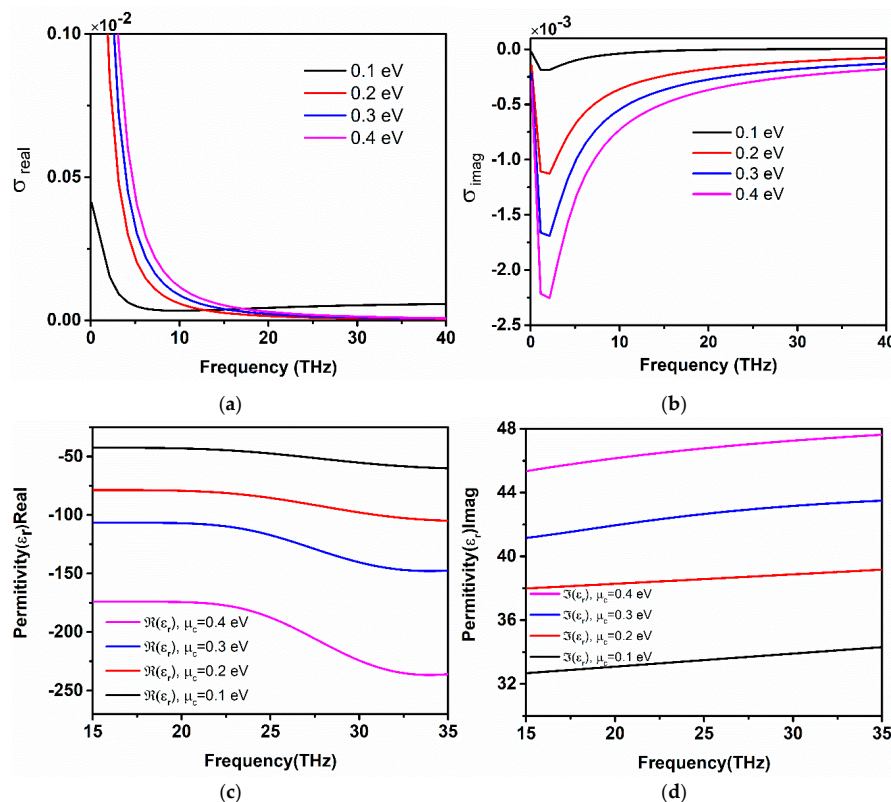 ×10⁻²
0.10
0.05
0.00
σ real
0.1 eV
0.2 eV
0.3 eV
0.4 eV
0 10 20 30 40
Frequency (THz)
(a)
×10⁻³
0.0
-0.5
-1.0
-1.5
-2.0
-2.5
σ imag
0.1 eV
0.2 eV
0.3 eV
0.4 eV
0 10 20 30 40
Frequency (THz)
(b)
-50
-100
-150
-200
-250
Permitivity(εr)Real
ℜ(εr), μc=0.4 eV
ℜ(εr), μc=0.3 eV
ℜ(εr), μc=0.2 eV
ℜ(εr), μc=0.1 eV
15 20 25 30 35
Frequency(THz)
(c)
48
44
40
36
32
Permitivity(εr)Imag
ℑ(εr), μc=0.4 eV
ℑ(εr), μc=0.3 eV
ℑ(εr), μc=0.2 eV
ℑ(εr), μc=0.1 eV
15 20 25 30 35
Frequency(THz)
(d)